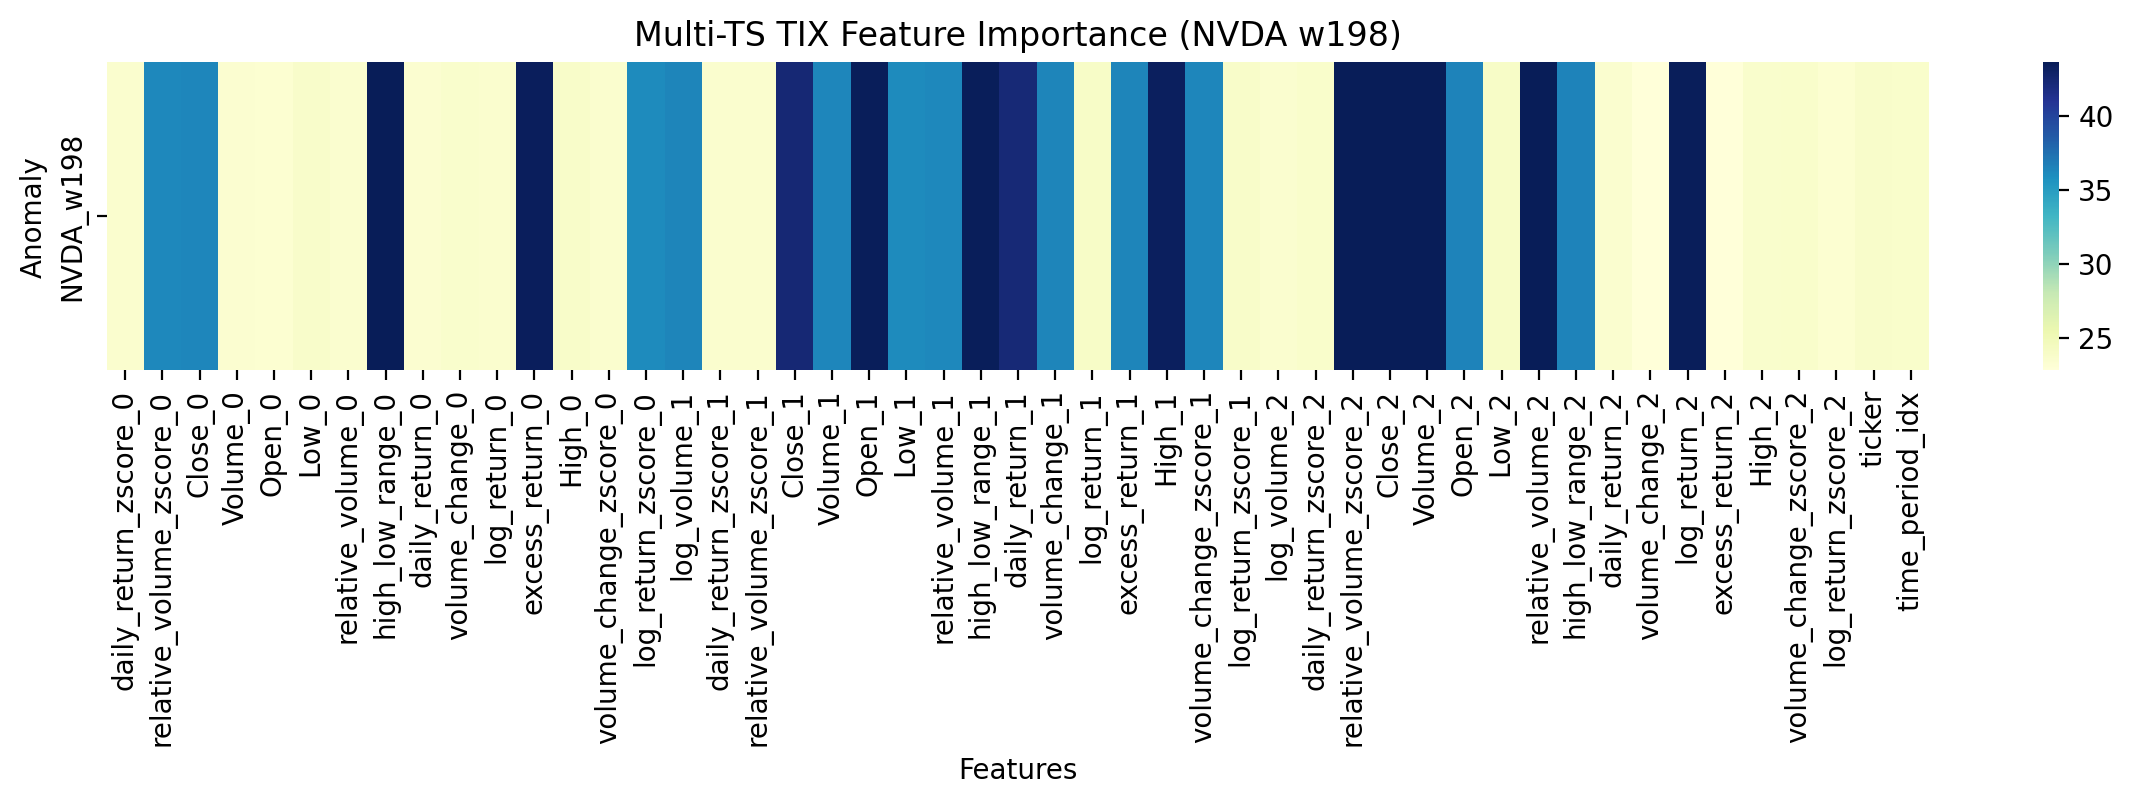 Multi-TS TIX Feature Importance (NVDA w198)
Anomaly
NVDA_w198
40
35
30
25
daily_return_zscore_0
relative_volume_zscore_0
Close_0
Volume_0
Open_0
Low_0
relative_volume_0
high_low_range_0
daily_return_0
volume_change_0
log_return_0
excess_return_0
High_0
volume_change_zscore_0
log_return_zscore_0
log_volume_1
daily_return_zscore_1
relative_volume_zscore_1
Close_1
Volume_1
Open_1
Low_1
relative_volume_1
high_low_range_1
daily_return_1
volume_change_1
log_return_1
excess_return_1
High_1
volume_change_zscore_1
log_return_zscore_1
log_volume_2
daily_return_zscore_2
relative_volume_zscore_2
Close_2
Volume_2
Open_2
Low_2
relative_volume_2
high_low_range_2
daily_return_2
volume_change_2
log_return_2
excess_return_2
High_2
volume_change_zscore_2
log_return_zscore_2
ticker
time_period_idx
Features